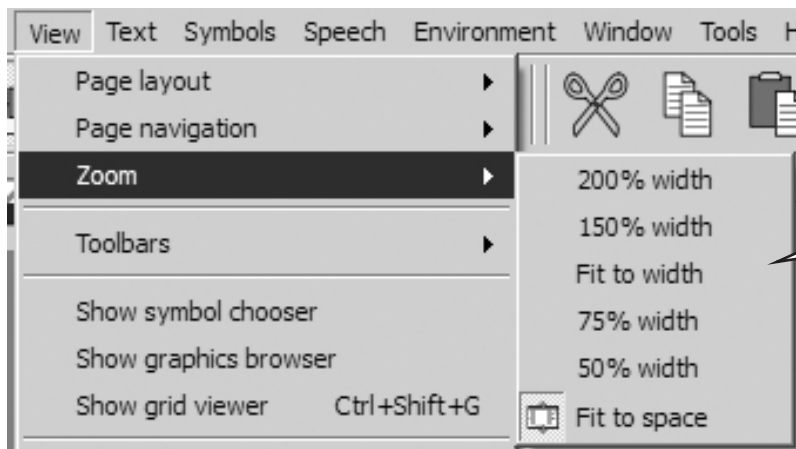 View Text Symbols Speech Environment Window Tools H
Page layout
Page navigation
Zoom
Toolbars
Show symbol chooser
Show graphics browser
Show grid viewer Ctrl+Shift+G
200% width
150% width
Fit to width
75% width
50% width
Fit to space